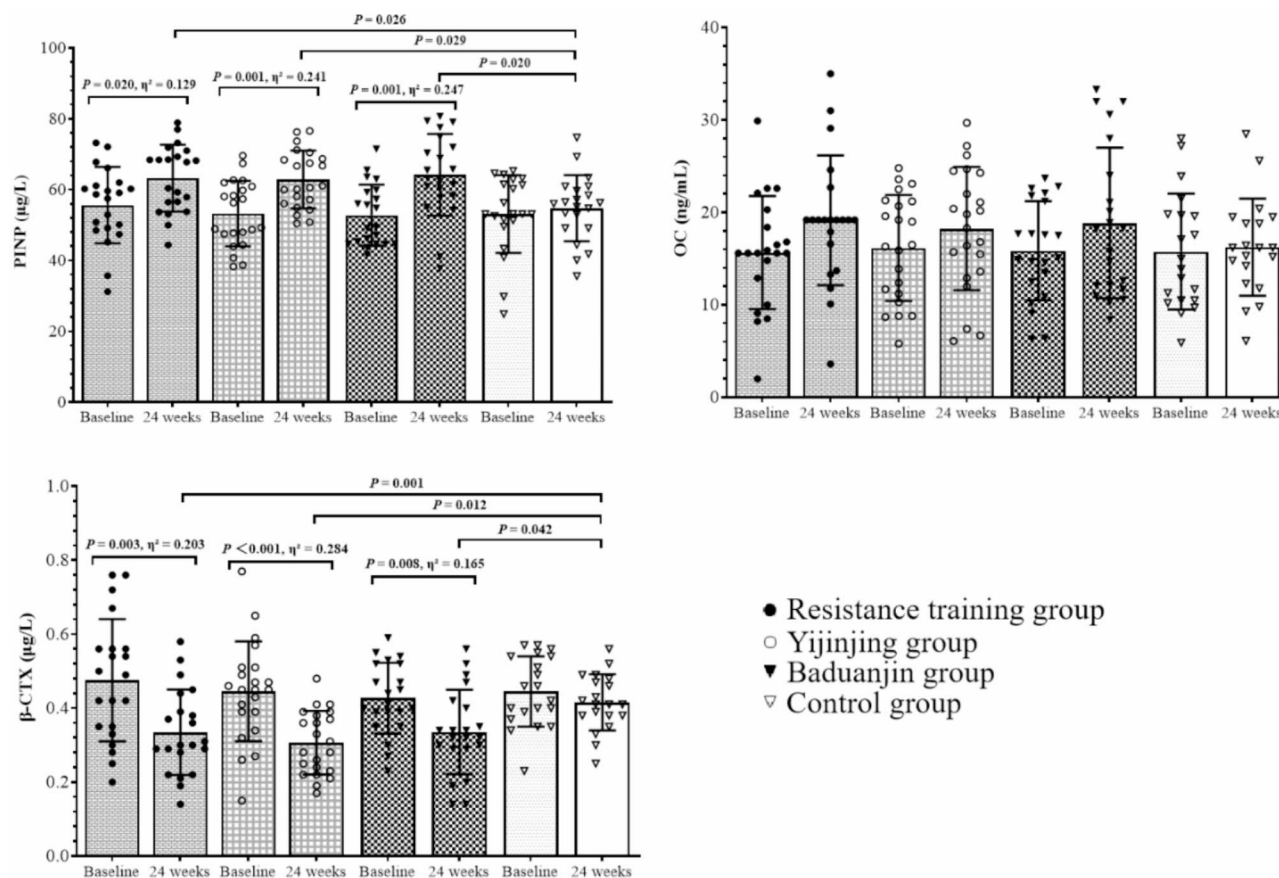 P = 0.026
P = 0.029
P = 0.020
P = 0.020, η² = 0.129
P = 0.001, η² = 0.241
P = 0.001, η² = 0.247
PINP (μg/L)
100
80
60
40
20
0
Baseline 24 weeks Baseline 24 weeks Baseline 24 weeks Baseline 24 weeks
OC (ng/mL)
40
30
20
10
0
Baseline 24 weeks Baseline 24 weeks Baseline 24 weeks Baseline 24 weeks
P = 0.001
P = 0.012
P = 0.042
P = 0.003, η² = 0.203
P <0.001, η² = 0.284
P = 0.008, η² = 0.165
β-CTX (μg/L)
1.0
0.8
0.6
0.4
0.2
0.0
Baseline 24 weeks Baseline 24 weeks Baseline 24 weeks Baseline 24 weeks
Resistance training group
Yijinjing group
Baduanjin group
Control group